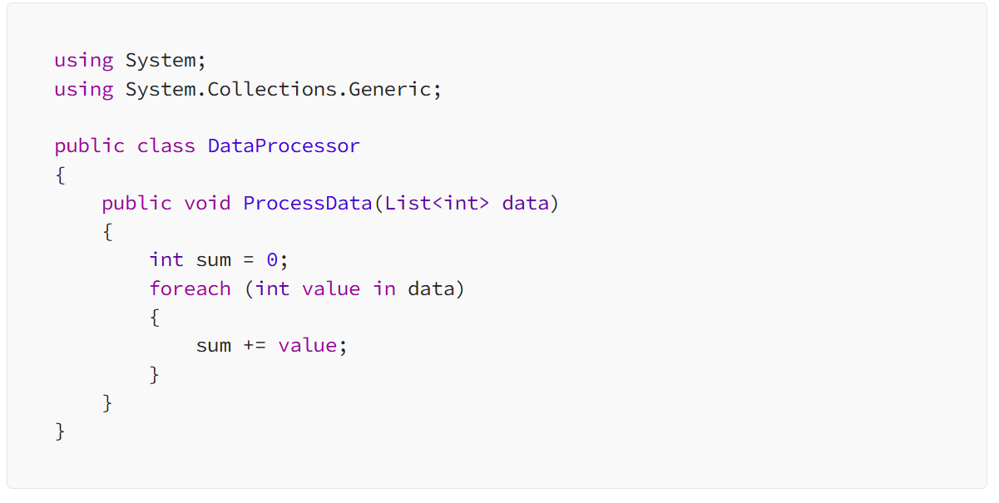 using System;
using System.Collections.Generic;

public class DataProcessor
{
    public void ProcessData(List<int> data)
    {
        int sum = 0;
        foreach (int value in data)
        {
            sum += value;
        }
    }
}